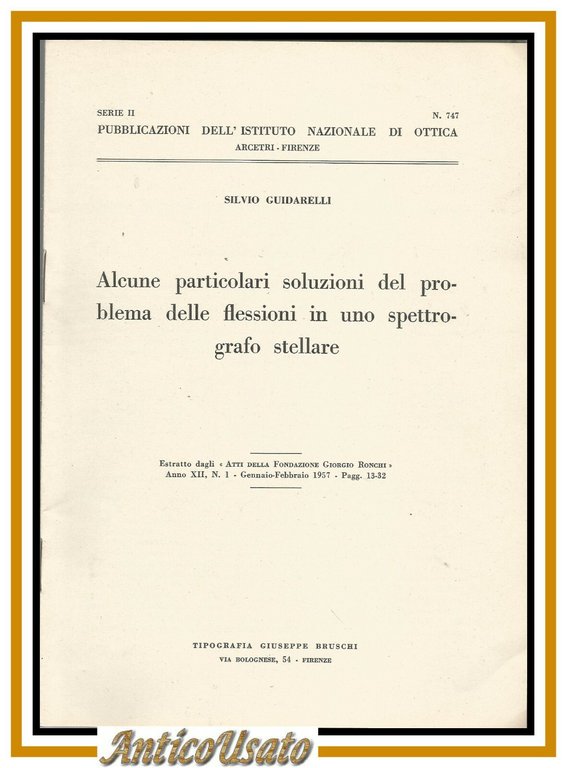 SERIE II
N. 747
PUBBLICAZIONI DELL' ISTITUTO NAZIONALE DI OTTICA
ARCETRI - FIRENZE
SILVIO GUIDARELLI
Alcune particolari soluzioni del pro-
blema delle flessioni in uno spettro-
grafo stellare
Estratto dagli « ATTI DELLA FONDAZIONE GIORGIO RONCHI »
Anno XII, N. 1 - Gennaio-Febbraio 1957 - Pagg. 13-32
TIPOGRAFIA GIUSEPPE BRUSCHI
VIA BOLOGNESE, 54 - FIRENZE
AnticoUsato